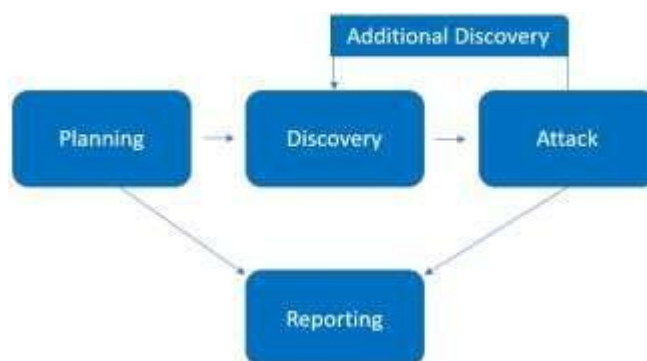 Additional Discovery
Planning
Discovery
Attack
Reporting